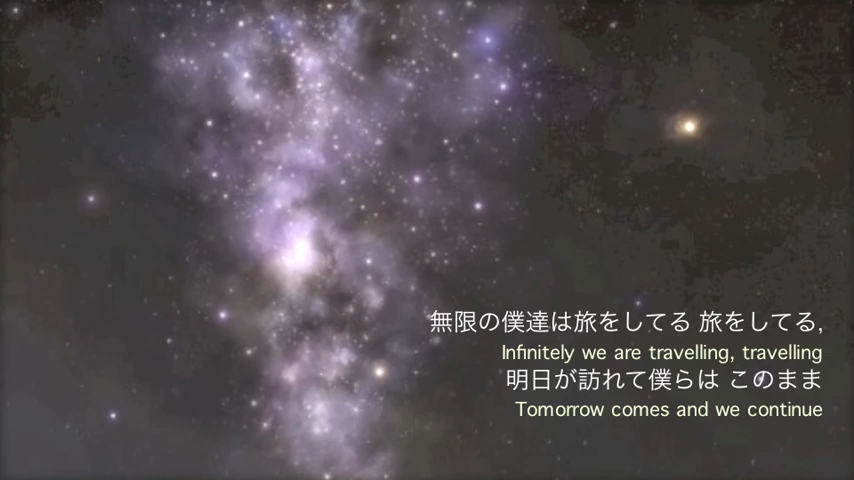 無限の僕達は旅をしてる 旅をしてる,
Infinitely we are travelling, travelling
明日が訪れて僕らは このまま
Tomorrow comes and we continue